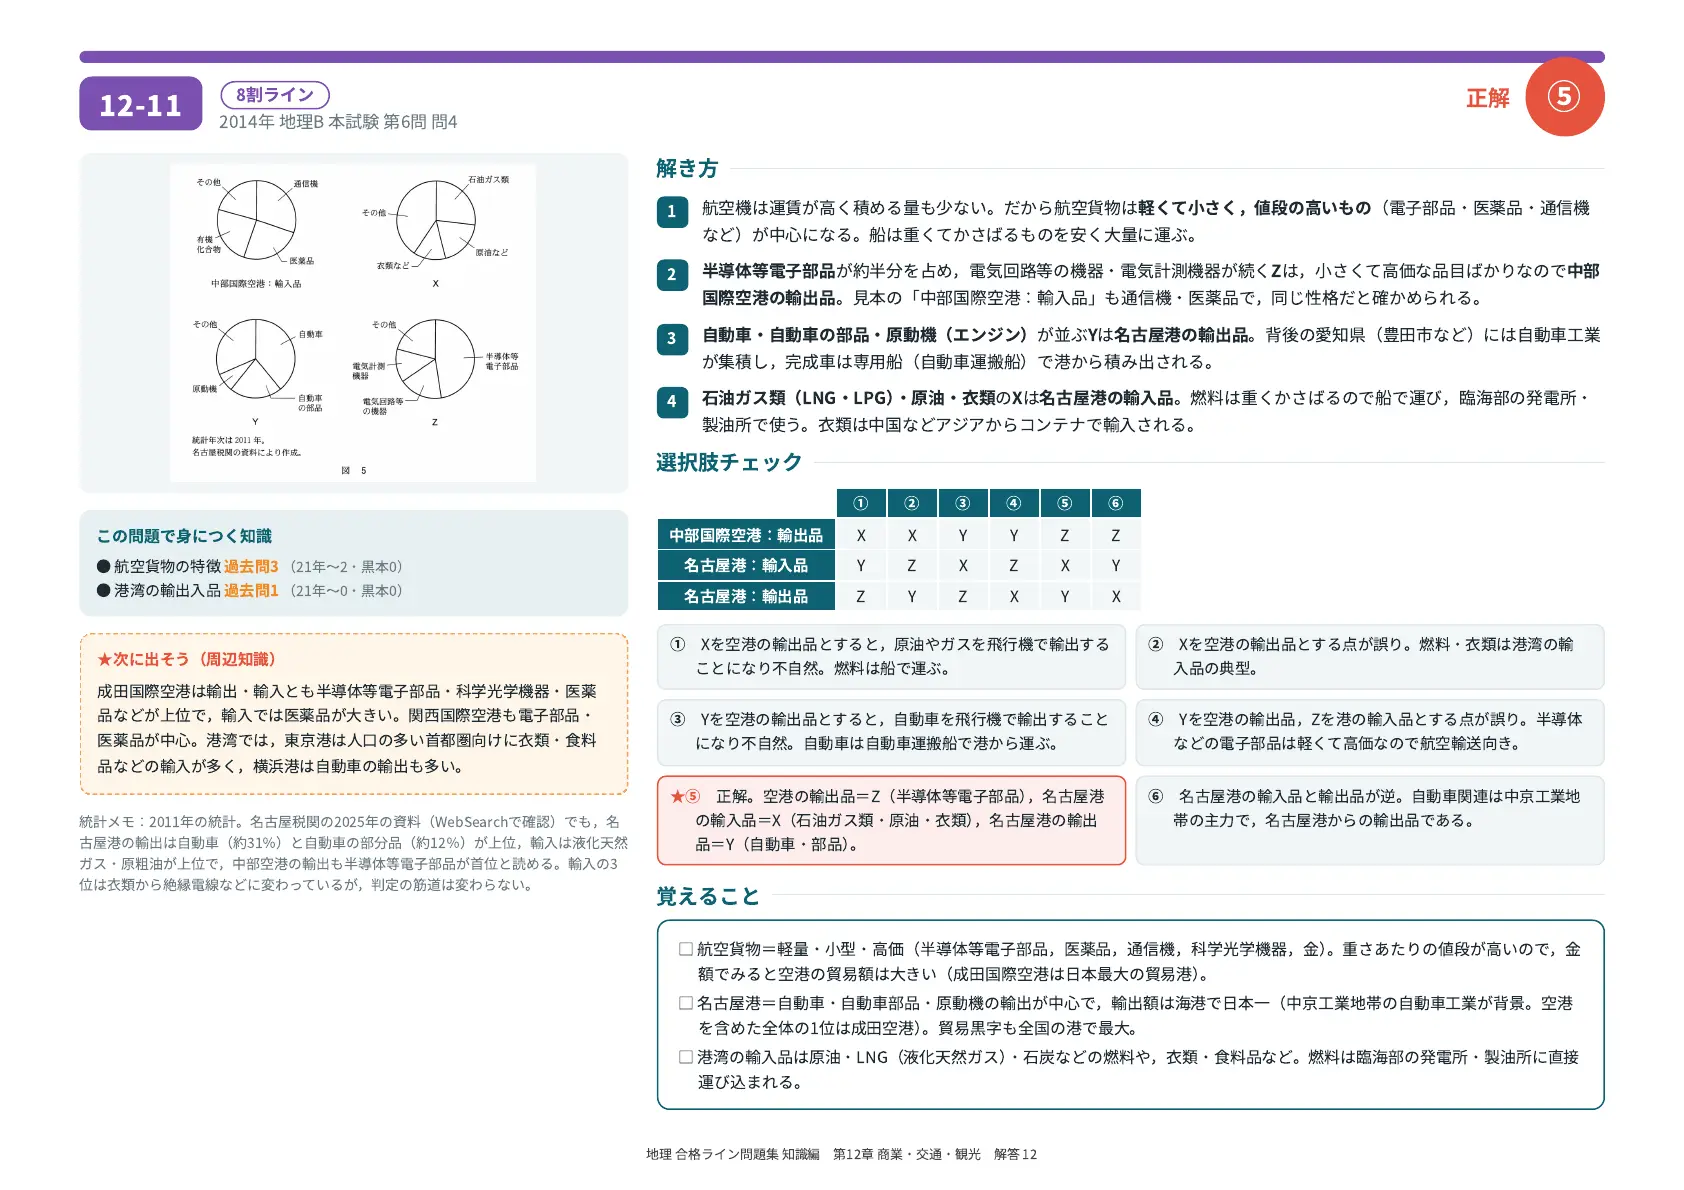 12-11
8割ライン
2014年 地理B 本試験 第6問 問4
正解 ⑤
その他
通信機
有機
化合物
医薬品
中部国際空港：輸入品
石油ガス類
その他
原油など
衣類など
X
その他
自動車
原動機
自動車
の部品
Y
その他
半導体等
電子部品
電気計測
機器
電気回路等
の機器
Z
統計年次は 2011 年。
名古屋税関の資料により作成。
図 5
この問題で身につく知識
● 航空貨物の特徴 過去問3 （21年〜2・黒本0）
● 港湾の輸出入品 過去問1 （21年〜0・黒本0）
★次に出そう（周辺知識）
成田国際空港は輸出・輸入とも半導体等電子部品・科学光学機器・医薬
品などが上位で，輸入では医薬品が大きい。関西国際空港も電子部品・
医薬品が中心。港湾では，東京港は人口の多い首都圏向けに衣類・食料
品などの輸入が多く，横浜港は自動車の輸出も多い。
統計メモ：2011年の統計。名古屋税関の2025年の資料（WebSearchで確認）でも，名
古屋港の輸出は自動車（約31％）と自動車の部分品（約12％）が上位，輸入は液化天然
ガス・原粗油が上位で，中部空港の輸出も半導体等電子部品が首位と読める。輸入の3
位は衣類から絶縁電線などに変わっているが，判定の筋道は変わらない。
解き方
1 航空機は運賃が高く積める量も少ない。だから航空貨物は軽くて小さく，値段の高いもの（電子部品・医薬品・通信機
など）が中心になる。船は重くてかさばるものを安く大量に運ぶ。
2 半導体等電子部品が約半分を占め，電気回路等の機器・電気計測機器が続くZは，小さくて高価な品目ばかりなので中部
国際空港の輸出品。見本の「中部国際空港：輸入品」も通信機・医薬品で，同じ性格だと確かめられる。
3 自動車・自動車の部品・原動機（エンジン）が並ぶYは名古屋港の輸出品。背後の愛知県（豊田市など）には自動車工業
が集積し，完成車は専用船（自動車運搬船）で港から積み出される。
4 石油ガス類（LNG・LPG）・原油・衣類のXは名古屋港の輸入品。燃料は重くかさばるので船で運び，臨海部の発電所・
製油所で使う。衣類は中国などアジアからコンテナで輸入される。
選択肢チェック
① ② ③ ④ ⑤ ⑥
中部国際空港：輸出品 X X Y Y Z Z
名古屋港：輸入品 Y Z X Z X Y
名古屋港：輸出品 Z Y Z X Y X
① Xを空港の輸出品とすると，原油やガスを飛行機で輸出する
ことになり不自然。燃料は船で運ぶ。
② Xを空港の輸出品とする点が誤り。燃料・衣類は港湾の輸
入品の典型。
③ Yを空港の輸出品とすると，自動車を飛行機で輸出すること
になり不自然。自動車は自動車運搬船で港から運ぶ。
④ Yを空港の輸出品，Zを港の輸入品とする点が誤り。半導体
などの電子部品は軽くて高価なので航空輸送向き。
★⑤ 正解。空港の輸出品＝Z（半導体等電子部品），名古屋港
の輸入品＝X（石油ガス類・原油・衣類），名古屋港の輸出
品＝Y（自動車・部品）。
⑥ 名古屋港の輸入品と輸出品が逆。自動車関連は中京工業地
帯の主力で，名古屋港からの輸出品である。
覚えること
□ 航空貨物＝軽量・小型・高価（半導体等電子部品，医薬品，通信機，科学光学機器，金）。重さあたりの値段が高いので，金
額でみると空港の貿易額は大きい（成田国際空港は日本最大の貿易港）。
□ 名古屋港＝自動車・自動車部品・原動機の輸出が中心で，輸出額は海港で日本一（中京工業地帯の自動車工業が背景。空港
を含めた全体の1位は成田空港）。貿易黒字も全国の港で最大。
□ 港湾の輸入品は原油・LNG（液化天然ガス）・石炭などの燃料や，衣類・食料品など。燃料は臨海部の発電所・製油所に直接
運び込まれる。
地理 合格ライン問題集 知識編 第12章 商業・交通・観光 解答 12